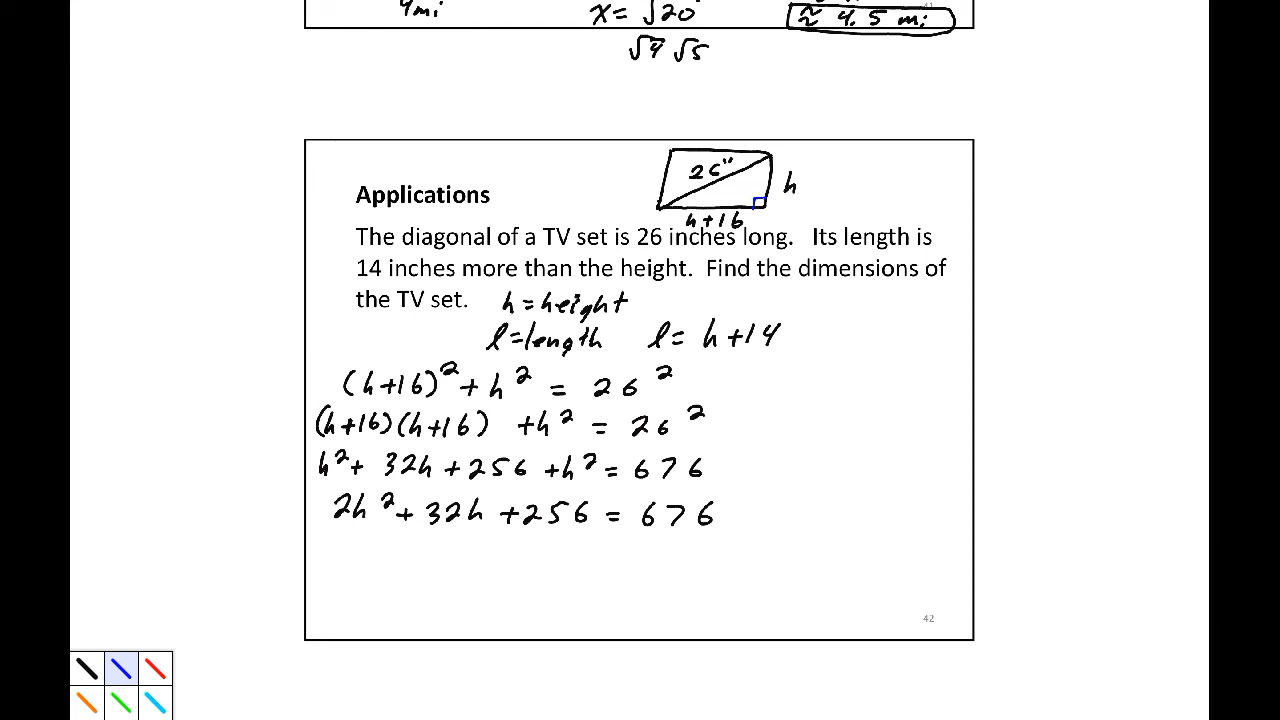 4mi
x = √20
≈ 4.5 mi
41
√4 √5
26"
h
Applications
h+16
The diagonal of a TV set is 26 inches long. Its length is
14 inches more than the height. Find the dimensions of
the TV set. h = height
l = length l = h + 14
(h+16)² + h² = 26²
(h+16)(h+16) + h² = 26²
h² + 32h + 256 + h² = 676
2h² + 32h + 256 = 676
42